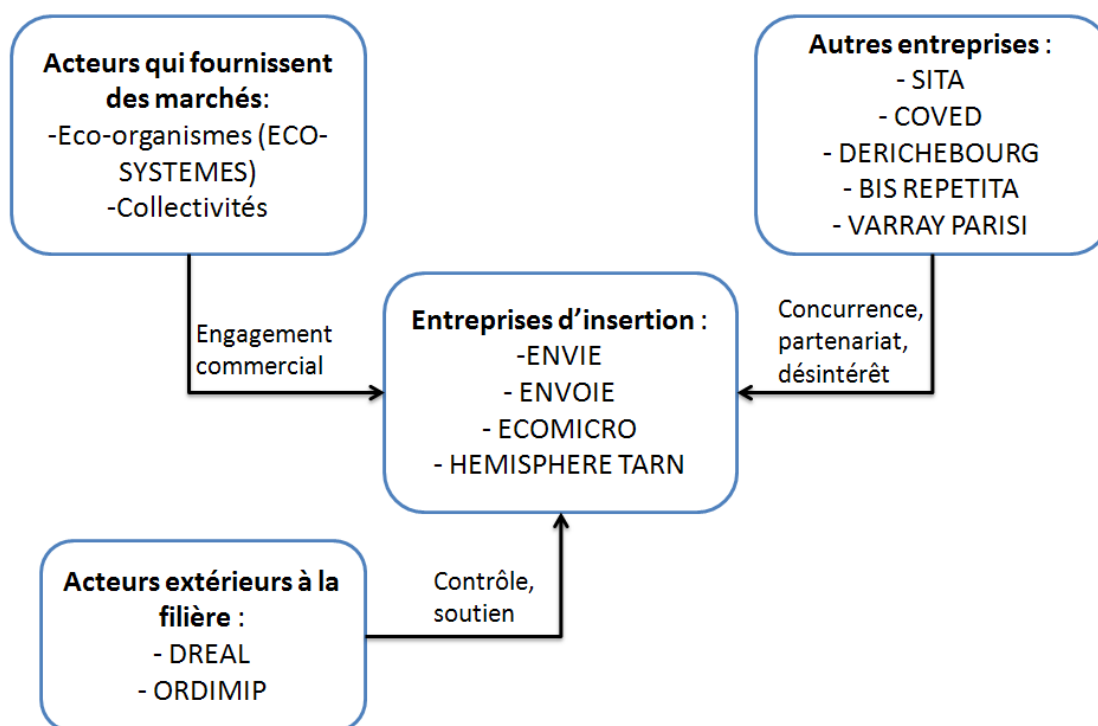 Acteurs qui fournissent
des marchés:
-Eco-organismes (ECO-
SYSTEMES)
-Collectivités
Autres entreprises :
- SITA
- COVED
- DERICHEBOURG
- BIS REPETITA
- VARRAY PARISI
Engagement
commercial
Entreprises d’insertion :
-ENVIE
- ENVOIE
- ECOMICRO
- HEMISPHERE TARN
Concurrence,
partenariat,
désintérêt
Acteurs extérieurs à la
filière :
- DREAL
- ORDIMIP
Contrôle,
soutien